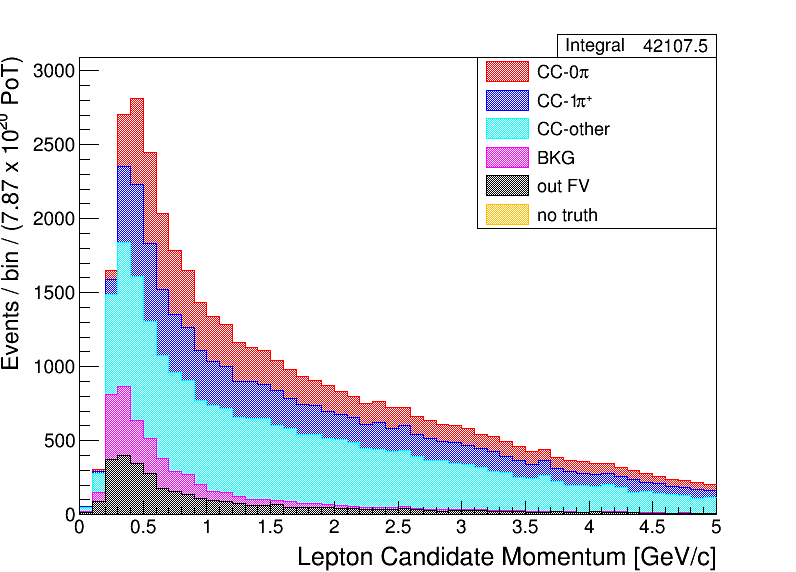 Integral 42107.5
CC-0π
CC-1π⁺
CC-other
BKG
out FV
no truth
Events / bin / (7.87 x 10²⁰ PoT)
3000
2500
2000
1500
1000
500
0
0 0.5 1 1.5 2 2.5 3 3.5 4 4.5 5
Lepton Candidate Momentum [GeV/c]